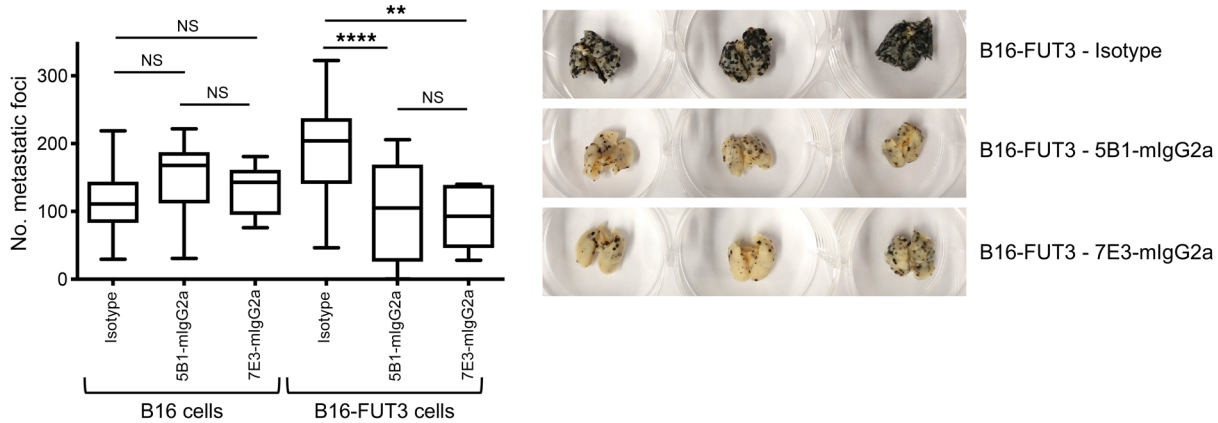 NS
NS
NS
**
****
NS
No. metastatic foci
300
200
100
0
Isotype
5B1-mIgG2a
7E3-mIgG2a
Isotype
5B1-mIgG2a
7E3-mIgG2a
B16 cells
B16-FUT3 cells
B16-FUT3 - Isotype
B16-FUT3 - 5B1-mIgG2a
B16-FUT3 - 7E3-mIgG2a